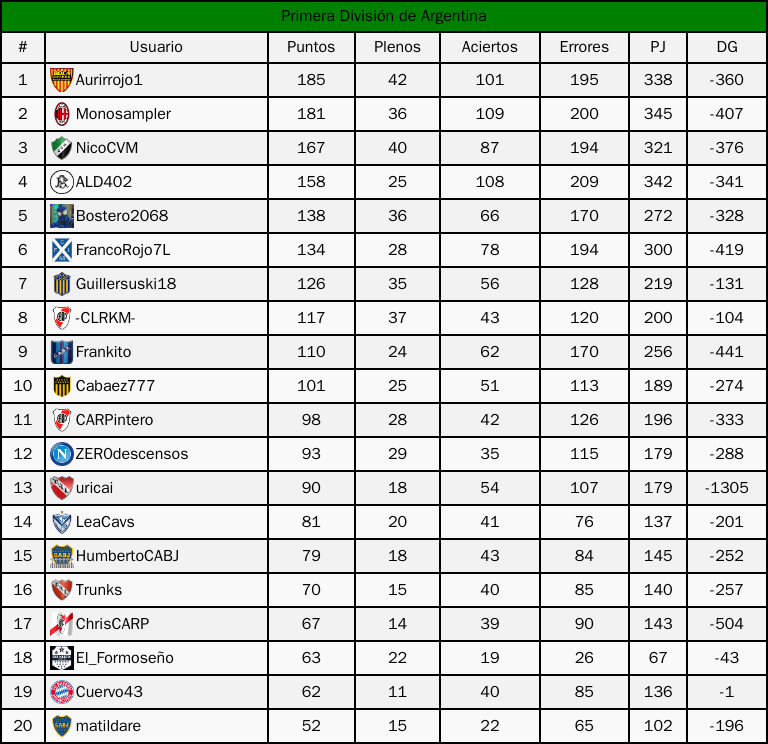 Primera División de Argentina
# Usuario Puntos Plenos Aciertos Errores PJ DG
1 Aurirrojo1 185 42 101 195 338 -360
2 Monosampler 181 36 109 200 345 -407
3 NicoCVM 167 40 87 194 321 -376
4 ALD402 158 25 108 209 342 -341
5 Bostero2068 138 36 66 170 272 -328
6 FrancoRojo7L 134 28 78 194 300 -419
7 Guillersuski18 126 35 56 128 219 -131
8 -CLRKM- 117 37 43 120 200 -104
9 Frankito 110 24 62 170 256 -441
10 Cabaez777 101 25 51 113 189 -274
11 CARPintero 98 28 42 126 196 -333
12 ZER0descensos 93 29 35 115 179 -288
13 uricai 90 18 54 107 179 -1305
14 LeaCavs 81 20 41 76 137 -201
15 HumbertoCABJ 79 18 43 84 145 -252
16 Trunks 70 15 40 85 140 -257
17 ChrisCARP 67 14 39 90 143 -504
18 El_Formoseño 63 22 19 26 67 -43
19 Cuervo43 62 11 40 85 136 -1
20 matildare 52 15 22 65 102 -196